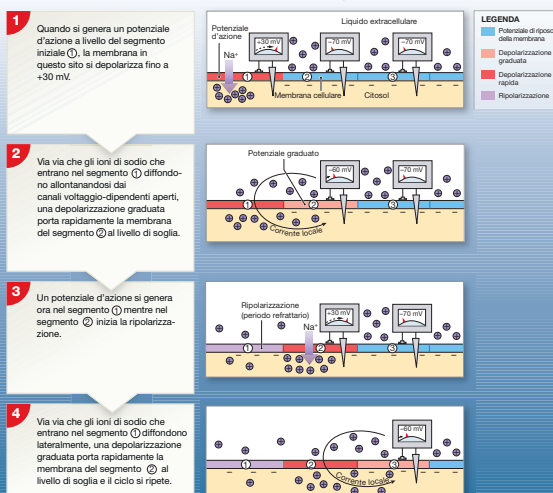 1
Quando si genera un potenziale
d'azione a livello del segmento
iniziale ①, la membrana in
questo sito si depolarizza fino a
+30 mV.
Potenziale
d'azione
Na+
Liquido extracellulare
+30 mV
–70 mV
–70 mV
1
2
3
Membrana cellulare
Citosol
LEGENDA
Potenziale di riposo
della membrana
Depolarizzazione
graduata
Depolarizzazione
rapida
Ripolarizzazione
2
Via via che gli ioni di sodio che
entrano nel segmento ① diffondo-
no allontanandosi dai
canali voltaggio-dipendenti aperti,
una depolarizzazione graduata
porta rapidamente la membrana
del segmento ② al livello di soglia.
Potenziale graduato
–60 mV
–70 mV
1
2
3
Corrente locale
3
Un potenziale d'azione si genera
ora nel segmento ① mentre nel
segmento ② inizia la ripolarizza-
zione.
Ripolarizzazione
(periodo refrattario)
Na+
+30 mV
–70 mV
1
2
3
4
Via via che gli ioni di sodio che
entrano nel segmento ① diffondono
lateralmente, una depolarizzazione
graduata porta rapidamente la
membrana del segmento ② al
livello di soglia e il ciclo si ripete.
–60 mV
1
2
3
Corrente locale